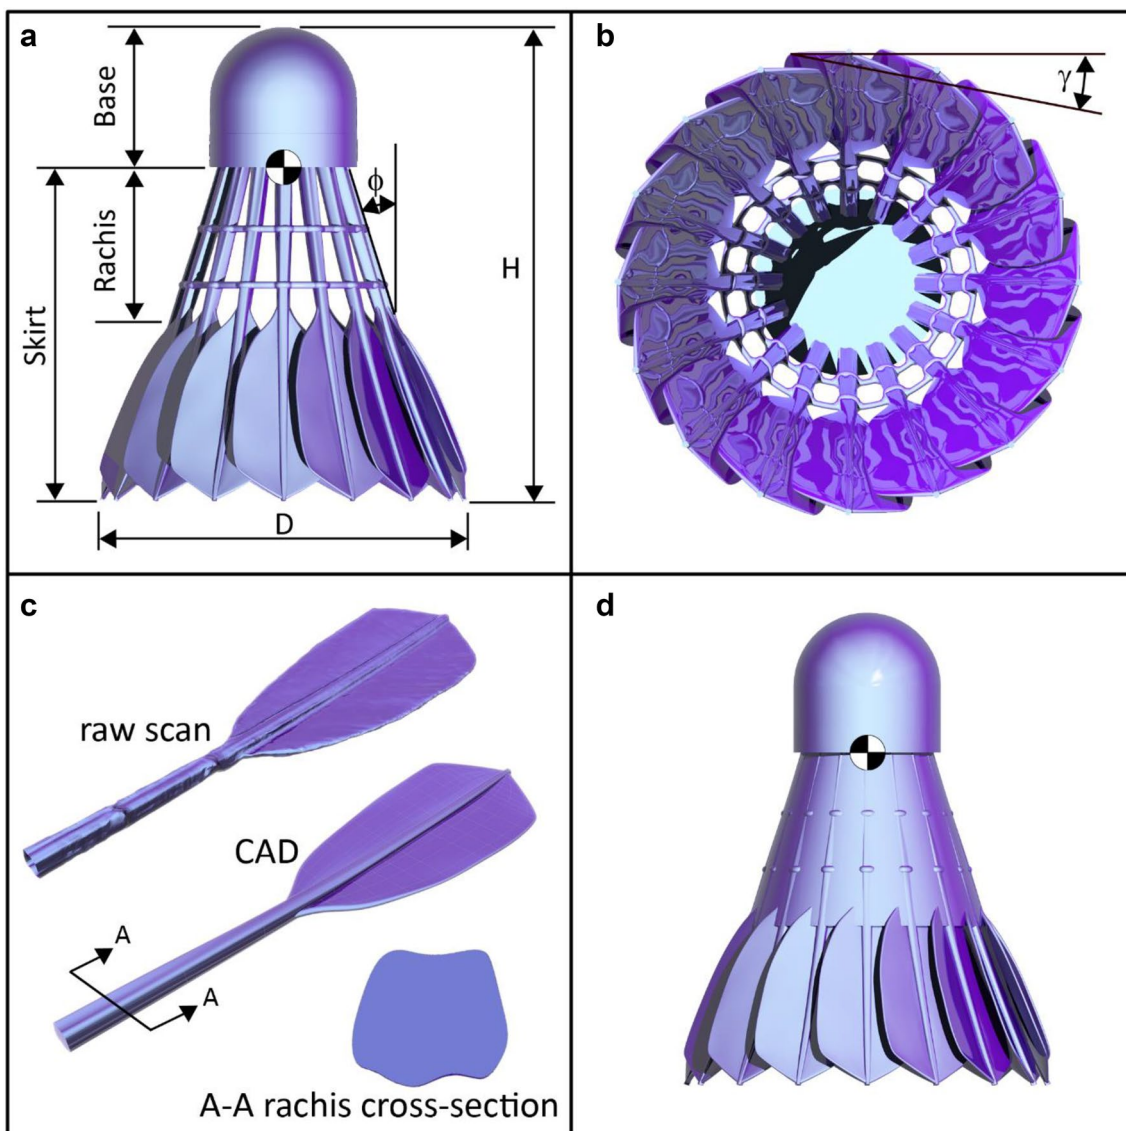 a
Base
Rachis
Skirt
ϕ
H
D
b
γ
c
raw scan
CAD
A
A
A-A rachis cross-section
d